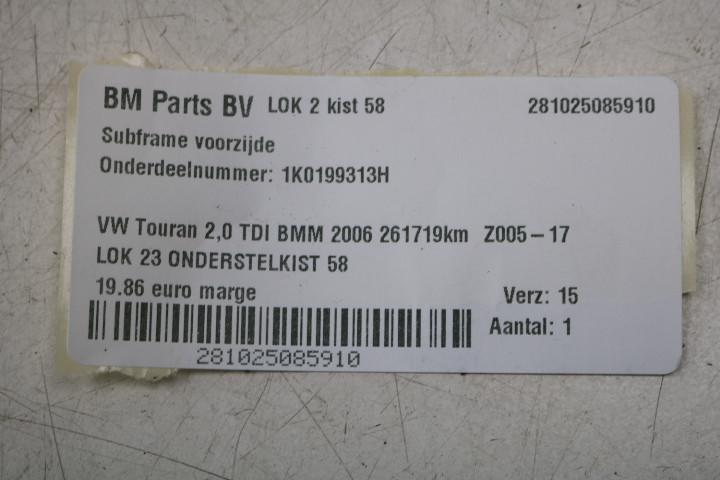 BM Parts BV LOK 2 kist 58 281025085910
Subframe voorzijde
Onderdeelnummer: 1K0199313H
VW Touran 2,0 TDI BMM 2006 261719km Z005-17
LOK 23 ONDERSTELKIST 58
19.86 euro marge Verz: 15
Aantal: 1
281025085910